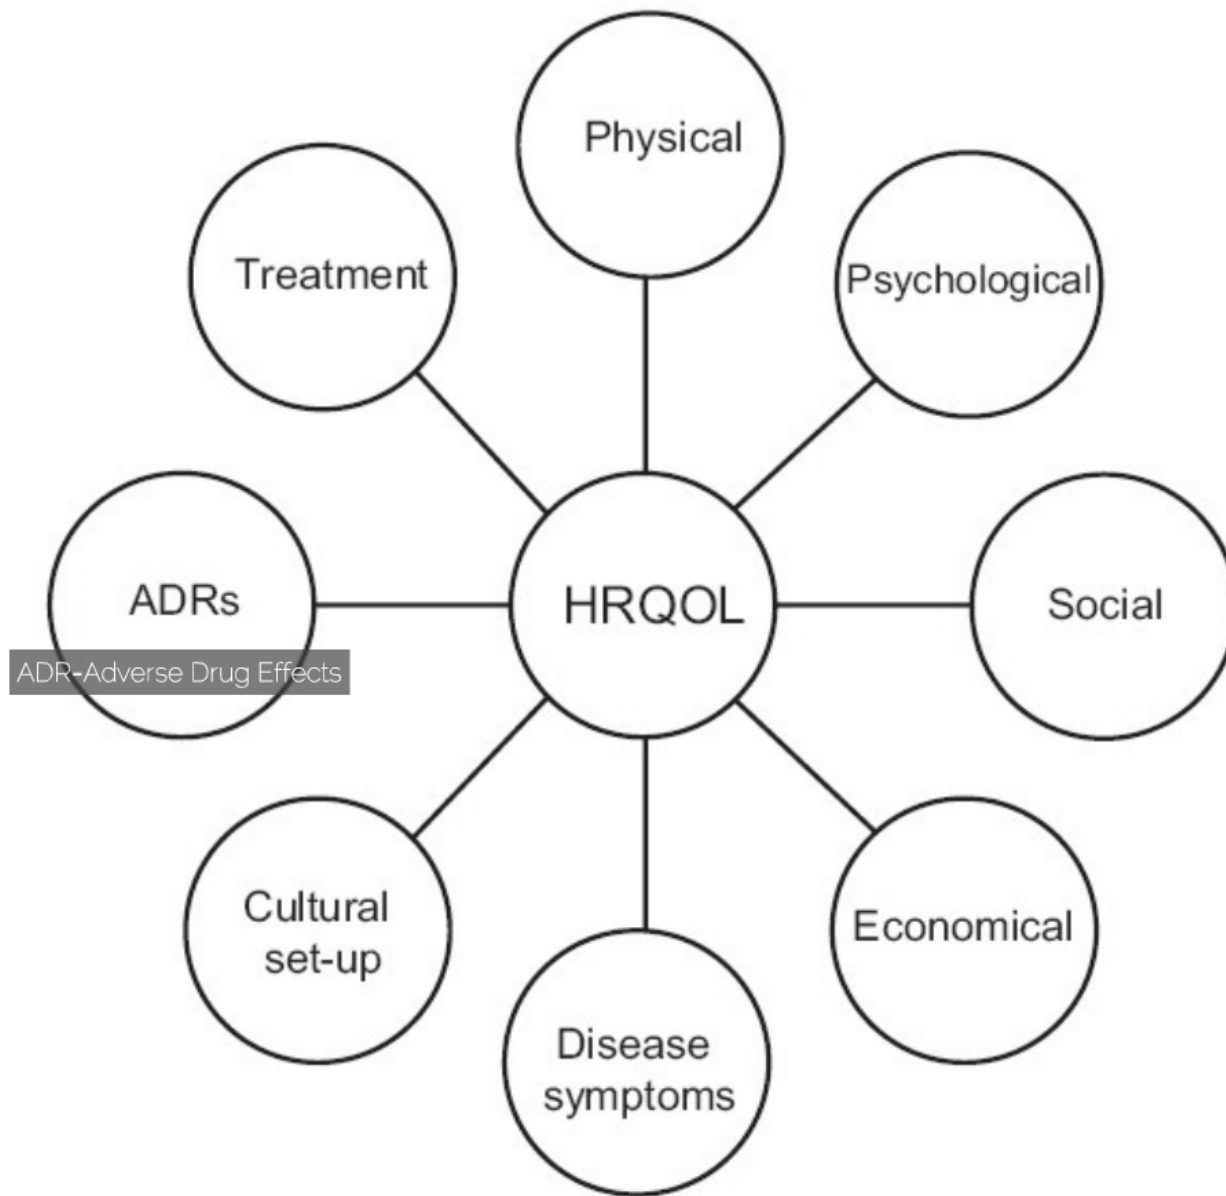 Physical
Treatment
Psychological
ADRs
HRQOL
Social
ADR-Adverse Drug Effects
Cultural
set-up
Economical
Disease
symptoms